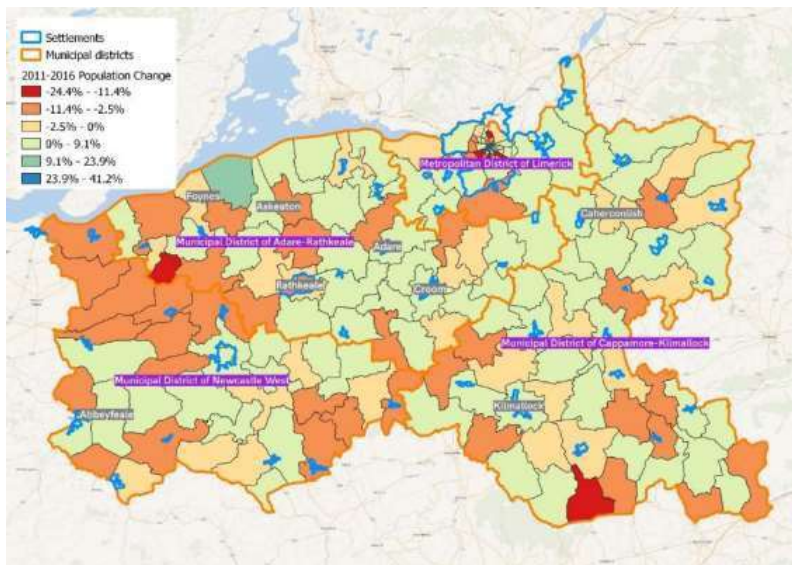 Settlements
Municipal districts
2011-2016 Population Change
-24.4% - -11.4%
-11.4% - -2.5%
-2.5% - 0%
0% - 9.1%
9.1% - 23.9%
23.9% - 41.2%
Metropolitan District of Limerick
Foynes
Askeaton
Caherconlish
Municipal District of Adare-Rathkeale
Adare
Rathkeale
Croom
Municipal District of Cappamore-Kilmallock
Municipal District of Newcastle West
Abbeyfeale
Kilmallock